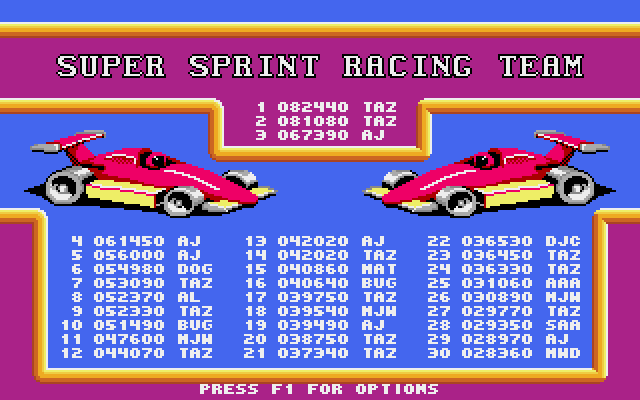 SUPER SPRINT RACING TEAM
1 082440 TAZ
2 081080 TAZ
3 067390 AJ
4 061450 AJ 13 042020 AJ 22 036530 DJC
5 056000 AJ 14 042020 TAZ 23 036450 TAZ
6 054980 DOG 15 040860 MAT 24 036330 TAZ
7 053090 TAZ 16 040640 BUG 25 031060 AAA
8 052370 AL 17 039750 TAZ 26 030890 MJW
9 052330 TAZ 18 039540 MJW 27 029770 TAZ
10 051490 BUG 19 039490 AJ 28 029350 SAA
11 047600 MJW 20 038750 TAZ 29 028970 AJ
12 044070 TAZ 21 037340 TAZ 30 028360 MWD
PRESS F1 FOR OPTIONS